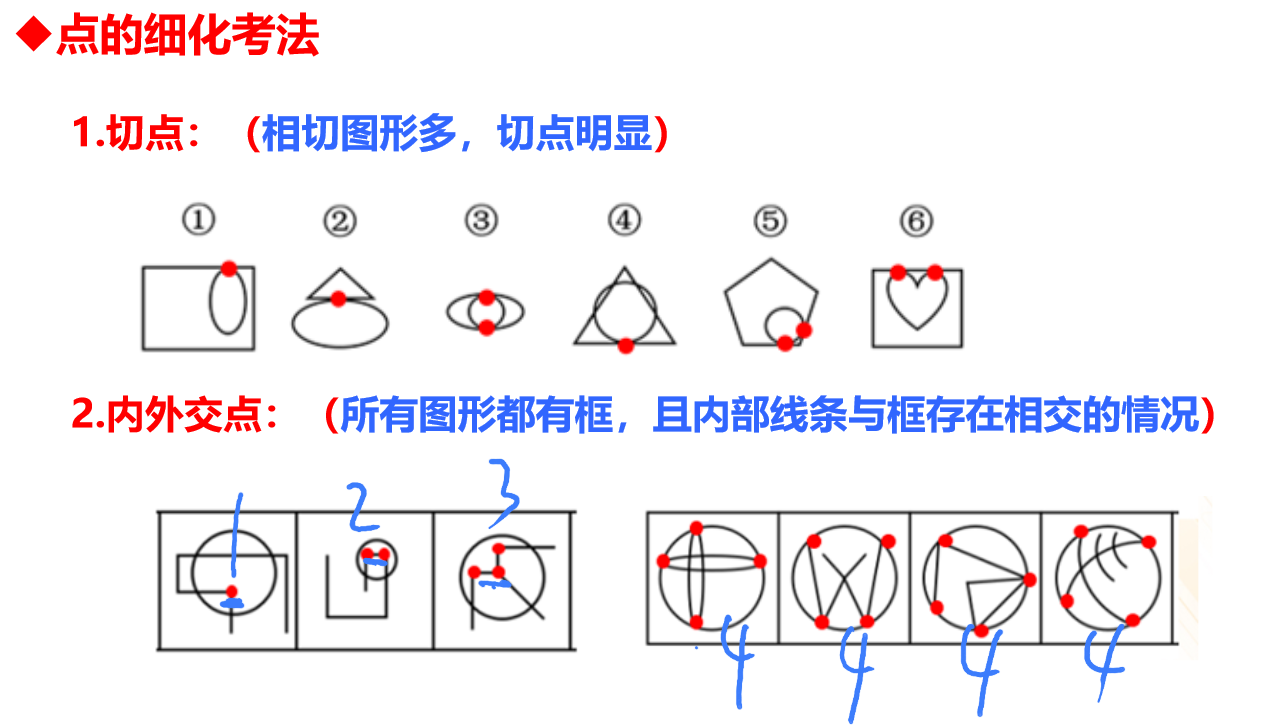 ◆点的细化考法
1.切点：（相切图形多，切点明显）
① ② ③ ④ ⑤ ⑥
2.内外交点：（所有图形都有框，且内部线条与框存在相交的情况）
1 2 3
4 4 4 4